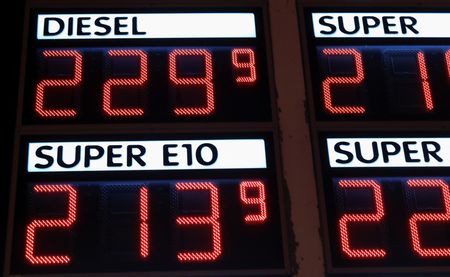 DIESEL
229⁹
SUPER E10
213⁹
SUPER
21
SUPER
22